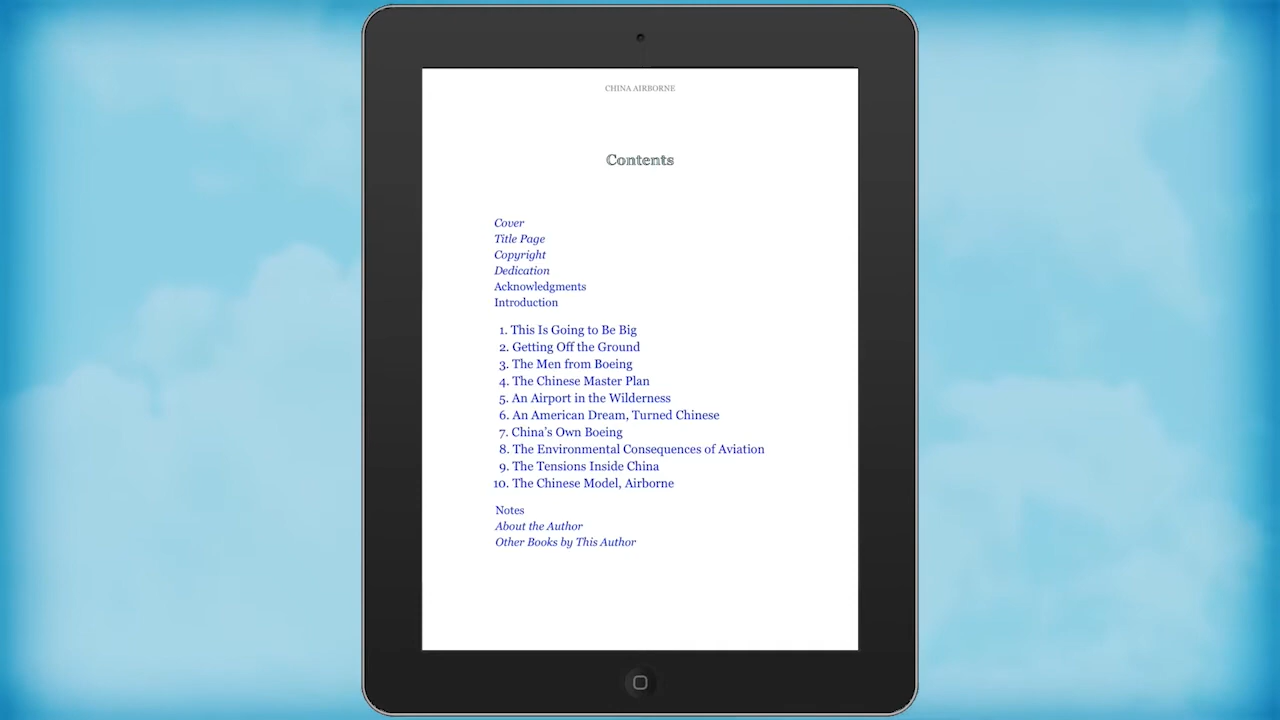 CHINA AIRBORNE
Contents
Cover
Title Page
Copyright
Dedication
Acknowledgments
Introduction
1. This Is Going to Be Big
2. Getting Off the Ground
3. The Men from Boeing
4. The Chinese Master Plan
5. An Airport in the Wilderness
6. An American Dream, Turned Chinese
7. China's Own Boeing
8. The Environmental Consequences of Aviation
9. The Tensions Inside China
10. The Chinese Model, Airborne
Notes
About the Author
Other Books by This Author